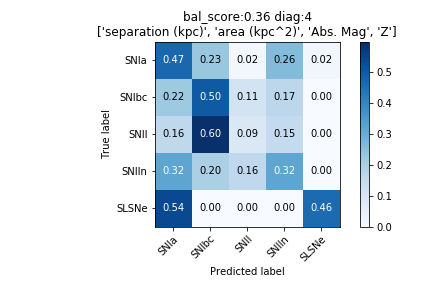 bal_score:0.36 diag:4
['separation (kpc)', 'area (kpc^2)', 'Abs. Mag', 'Z']
True label
SNIa 0.47 0.23 0.02 0.26 0.02
SNIbc 0.22 0.50 0.11 0.17 0.00
SNII 0.16 0.60 0.09 0.15 0.00
SNIIn 0.32 0.20 0.16 0.32 0.00
SLSNe 0.54 0.00 0.00 0.00 0.46
SNIa SNIbc SNII SNIIn SLSNe
Predicted label
0.5
0.4
0.3
0.2
0.1
0.0